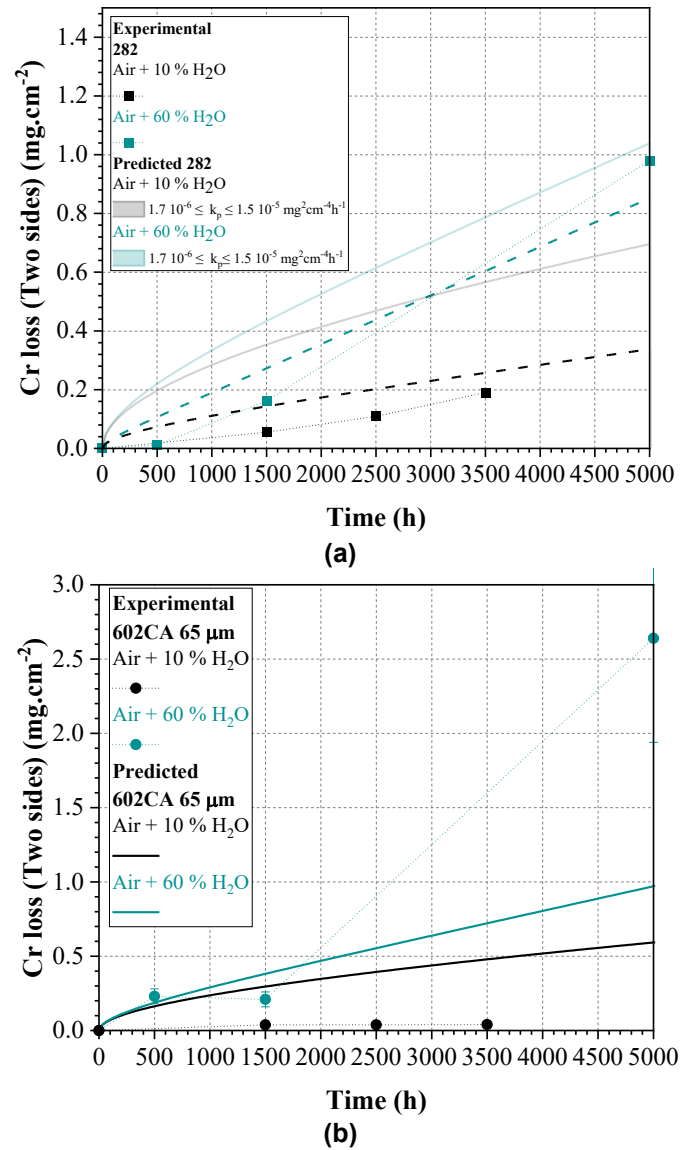 Cr loss (Two sides) (mg.cm⁻²)
1.4
1.2
1.0
0.8
0.6
0.4
0.2
0.0
Experimental
282
Air + 10 % H₂O
Air + 60 % H₂O
Predicted 282
Air + 10 % H₂O
1.7 10⁻⁶ ≤ kₚ ≤ 1.5 10⁻⁵ mg²cm⁻⁴h⁻¹
Air + 60 % H₂O
1.7 10⁻⁶ ≤ kₚ ≤ 1.5 10⁻⁵ mg²cm⁻⁴h⁻¹
0 500 1000 1500 2000 2500 3000 3500 4000 4500 5000
Time (h)
(a)
Cr loss (Two sides) (mg.cm⁻²)
3.0
2.5
2.0
1.5
1.0
0.5
0.0
Experimental
602CA 65 μm
Air + 10 % H₂O
Air + 60 % H₂O
Predicted
602CA 65 μm
Air + 10 % H₂O
Air + 60 % H₂O
0 500 1000 1500 2000 2500 3000 3500 4000 4500 5000
Time (h)
(b)